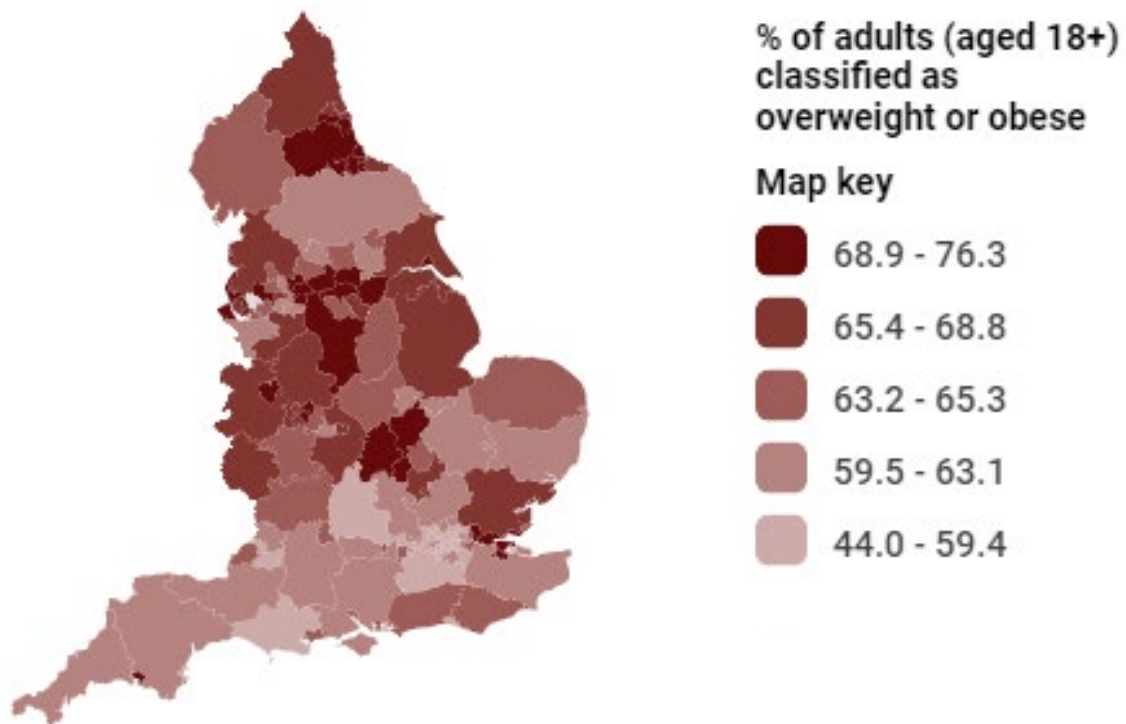 % of adults (aged 18+)
classified as
overweight or obese
Map key
68.9 - 76.3
65.4 - 68.8
63.2 - 65.3
59.5 - 63.1
44.0 - 59.4